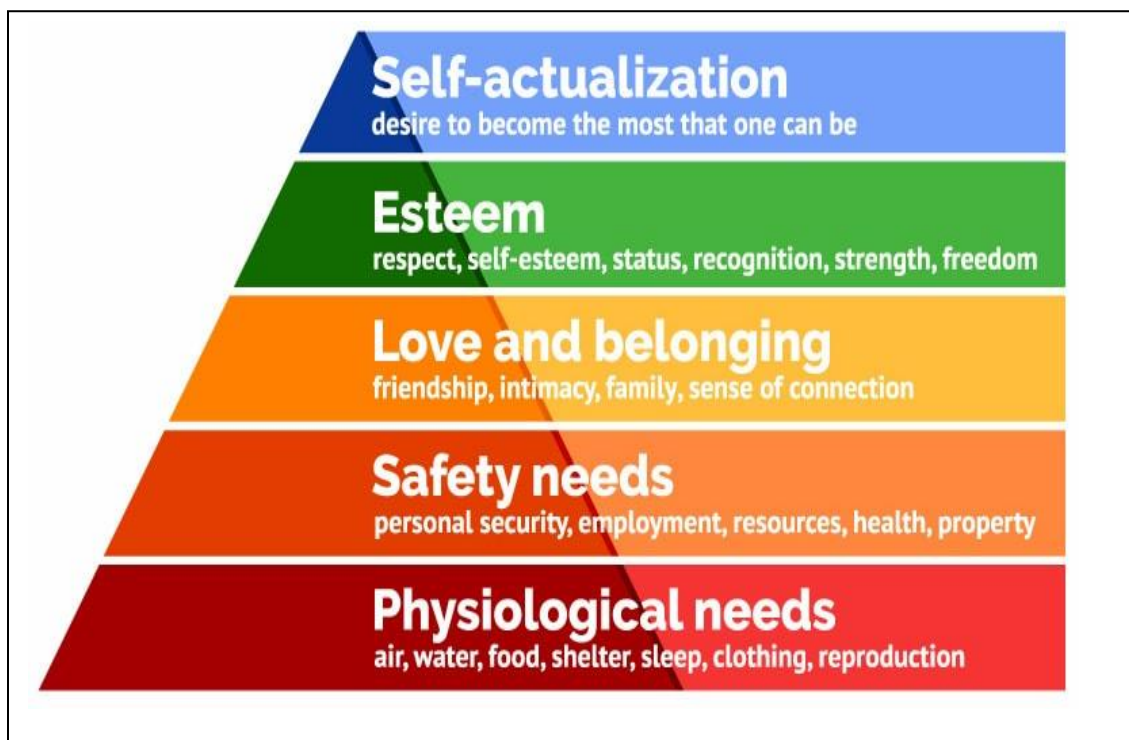 Self-actualization
desire to become the most that one can be
Esteem
respect, self-esteem, status, recognition, strength, freedom
Love and belonging
friendship, intimacy, family, sense of connection
Safety needs
personal security, employment, resources, health, property
Physiological needs
air, water, food, shelter, sleep, clothing, reproduction